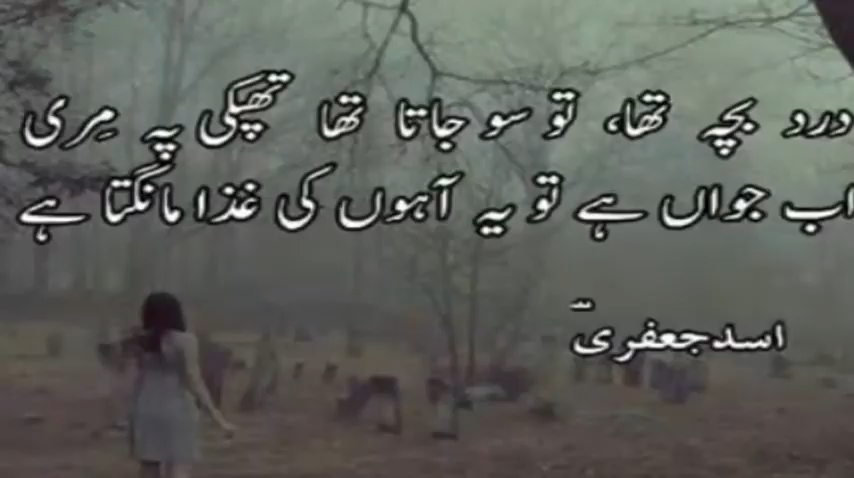 درد بچہ تھا، تو سو جاتا تھا تھپکی پہ مِری
اب جواں ہے تو یہ آہوں کی غذا مانگتا ہے
اسد جعفریؔ